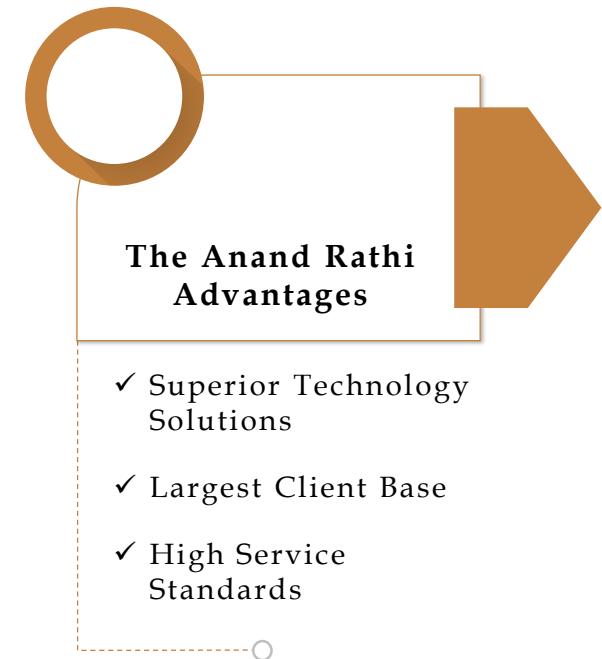 The Anand Rathi
Advantages
✓ Superior Technology
Solutions
✓ Largest Client Base
✓ High Service
Standards